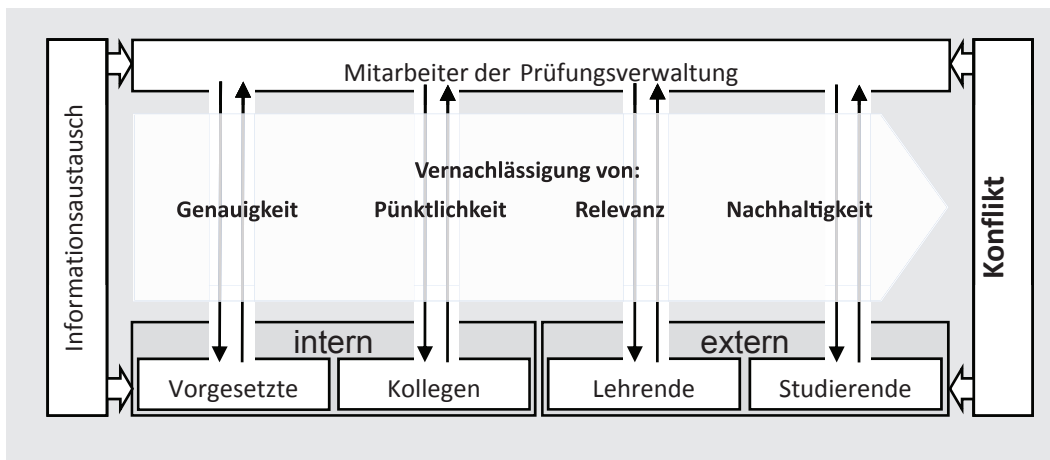 Informationsaustausch
Mitarbeiter der Prüfungsverwaltung
Vernachlässigung von:
Genauigkeit Pünktlichkeit Relevanz Nachhaltigkeit
Konflikt
intern extern
Vorgesetzte Kollegen Lehrende Studierende